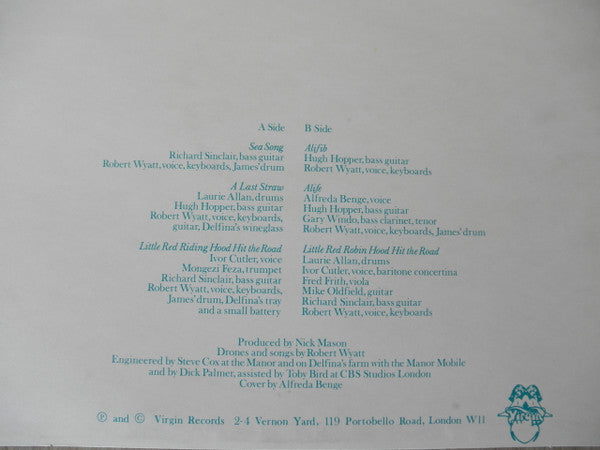 A Side
Sea Song
Richard Sinclair, bass guitar
Robert Wyatt, voice, keyboards, James' drum
A Last Straw
Laurie Allan, drums
Hugh Hopper, bass guitar
Robert Wyatt, voice, keyboards,
guitar, Delfina's wineglass
Little Red Riding Hood Hit the Road
Ivor Cutler, voice
Mongezi Feza, trumpet
Richard Sinclair, bass guitar
Robert Wyatt, voice, keyboards,
James' drum, Delfina's tray
and a small battery
B Side
Alifib
Hugh Hopper, bass guitar
Robert Wyatt, voice, keyboards
Alife
Alfreda Benge, voice
Hugh Hopper, bass guitar
Gary Windo, bass clarinet, tenor
Robert Wyatt, voice, keyboards, James' drum
Little Red Robin Hood Hit the Road
Laurie Allan, drums
Ivor Cutler, voice, baritone concertina
Fred Frith, viola
Mike Oldfield, guitar
Richard Sinclair, bass guitar
Robert Wyatt, voice, keyboards
Produced by Nick Mason
Drones and songs by Robert Wyatt
Engineered by Steve Cox at the Manor and on Delfina's farm with the Manor Mobile
and by Dick Palmer, assisted by Toby Bird at CBS Studios London
Cover by Alfreda Benge
Ⓟ and © Virgin Records 2-4 Vernon Yard, 119 Portobello Road, London W11
Virgin